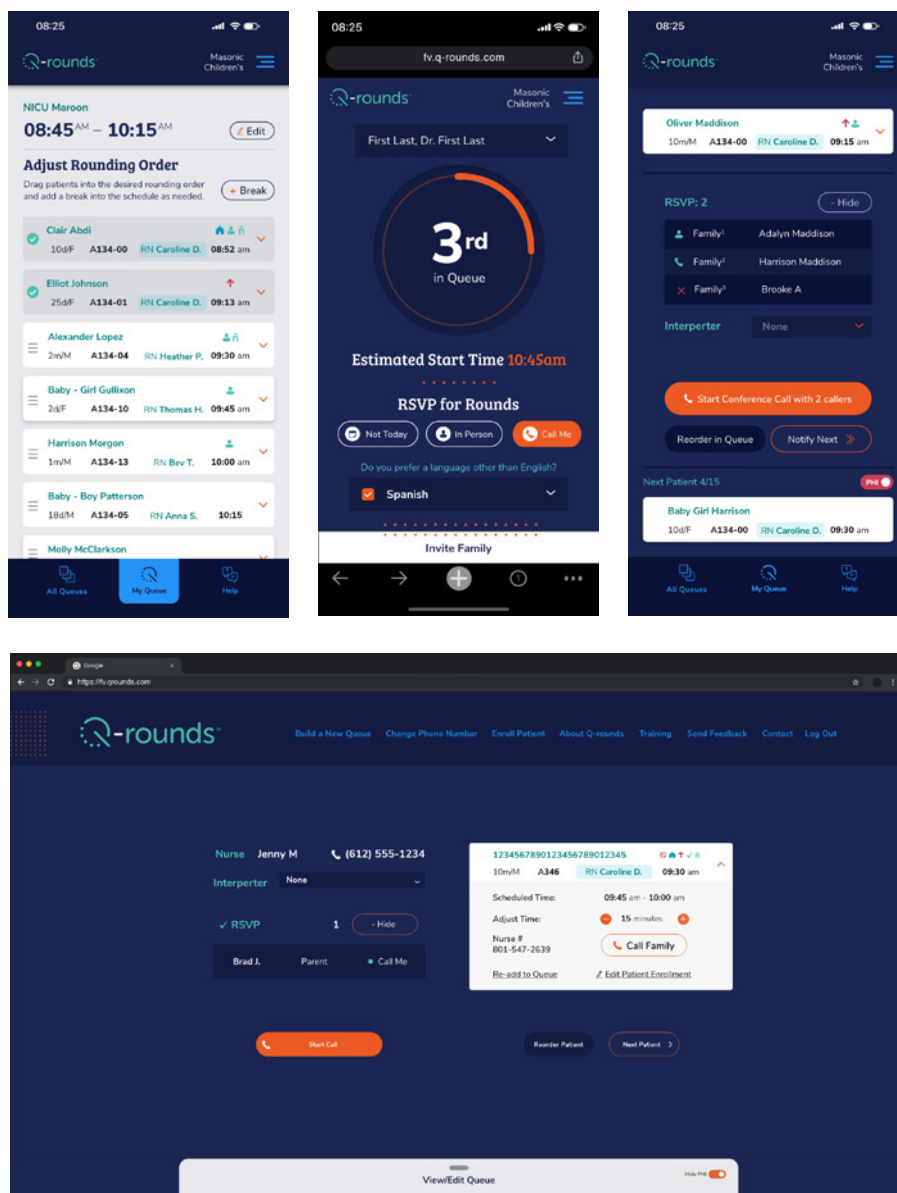 08:25
Q-rounds
Masonic
Children's
NICU Maroon
08:45 AM – 10:15 AM
Edit
Adjust Rounding Order
Drag patients into the desired rounding order
and add a break into the schedule as needed.
+ Break
Clair Abdi
10d/F A134-00 RN Caroline D. 08:52 am
Elliot Johnson
25d/F A134-01 RN Caroline D. 09:13 am
Alexander Lopez
2m/M A134-04 RN Heather P. 09:30 am
Baby - Girl Gullixon
2d/F A134-10 RN Thomas H. 09:45 am
Harrison Morgon
1m/M A134-13 RN Bev T. 10:00 am
Baby - Boy Patterson
18d/M A134-05 RN Anna S. 10:15
Molly McClarkson
All Queues My Queue Help
08:25
fv.q-rounds.com
Q-rounds
Masonic
Children's
First Last, Dr. First Last
3rd
in Queue
Estimated Start Time 10:45am
RSVP for Rounds
Not Today In Person Call Me
Do you prefer a language other than English?
Spanish
Invite Family
1
08:25
Q-rounds
Masonic
Children's
Oliver Maddison
10m/M A134-00 RN Caroline D. 09:15 am
RSVP: 2 - Hide
Family¹ Adalyn Maddison
Family² Harrison Maddison
Family³ Brooke A
Interperter None
Start Conference Call with 2 callers
Reorder in Queue Notify Next
Next Patient 4/15 PHI
Baby Girl Harrison
10d/F A134-00 RN Caroline D. 09:30 am
All Queues My Queue Help
Google
https://fv.qrounds.com
Q-rounds
Build a New Queue Change Phone Number Enroll Patient About Q-rounds Training Send Feedback Contact Log Out
Nurse Jenny M (612) 555-1234
Interperter None
RSVP 1 - Hide
Brad J. Parent Call Me
Start Call
1234567890123456789012345
10m/M A346 RN Caroline D. 09:30 am
Scheduled Time: 09:45 am - 10:00 am
Adjust Time: 15 minutes
Nurse #
801-547-2639
Call Family
Re-add to Queue Edit Patient Enrollment
Reorder Patient Next Patient
View/Edit Queue
Hide PHI